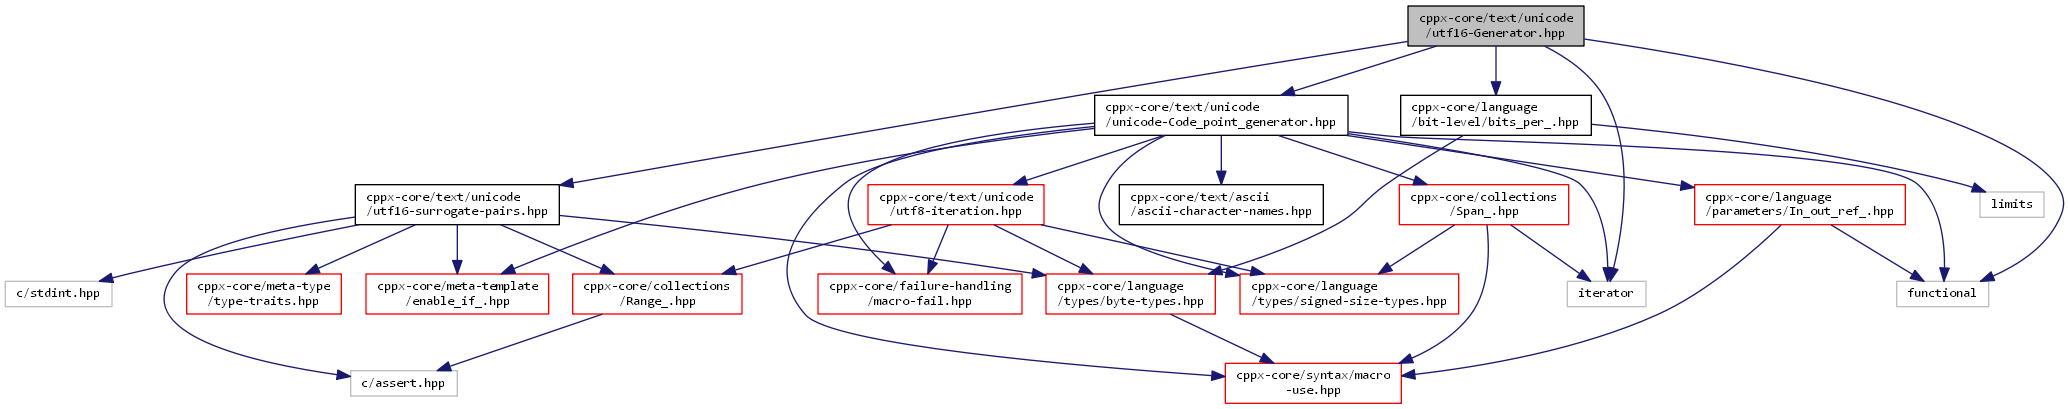 cppx-core/text/unicode
/utf16-Generator.hpp
cppx-core/text/unicode
/unicode-Code_point_generator.hpp
cppx-core/language
/bit-level/bits_per_.hpp
cppx-core/text/unicode
/utf16-surrogate-pairs.hpp
cppx-core/text/unicode
/utf8-iteration.hpp
cppx-core/text/ascii
/ascii-character-names.hpp
cppx-core/collections
/Span_.hpp
cppx-core/language
/parameters/In_out_ref_.hpp
limits
c/stdint.hpp
cppx-core/meta-type
/type-traits.hpp
cppx-core/meta-template
/enable_if_.hpp
cppx-core/collections
/Range_.hpp
cppx-core/failure-handling
/macro-fail.hpp
cppx-core/language
/types/byte-types.hpp
cppx-core/language
/types/signed-size-types.hpp
iterator
functional
c/assert.hpp
cppx-core/syntax/macro
-use.hpp